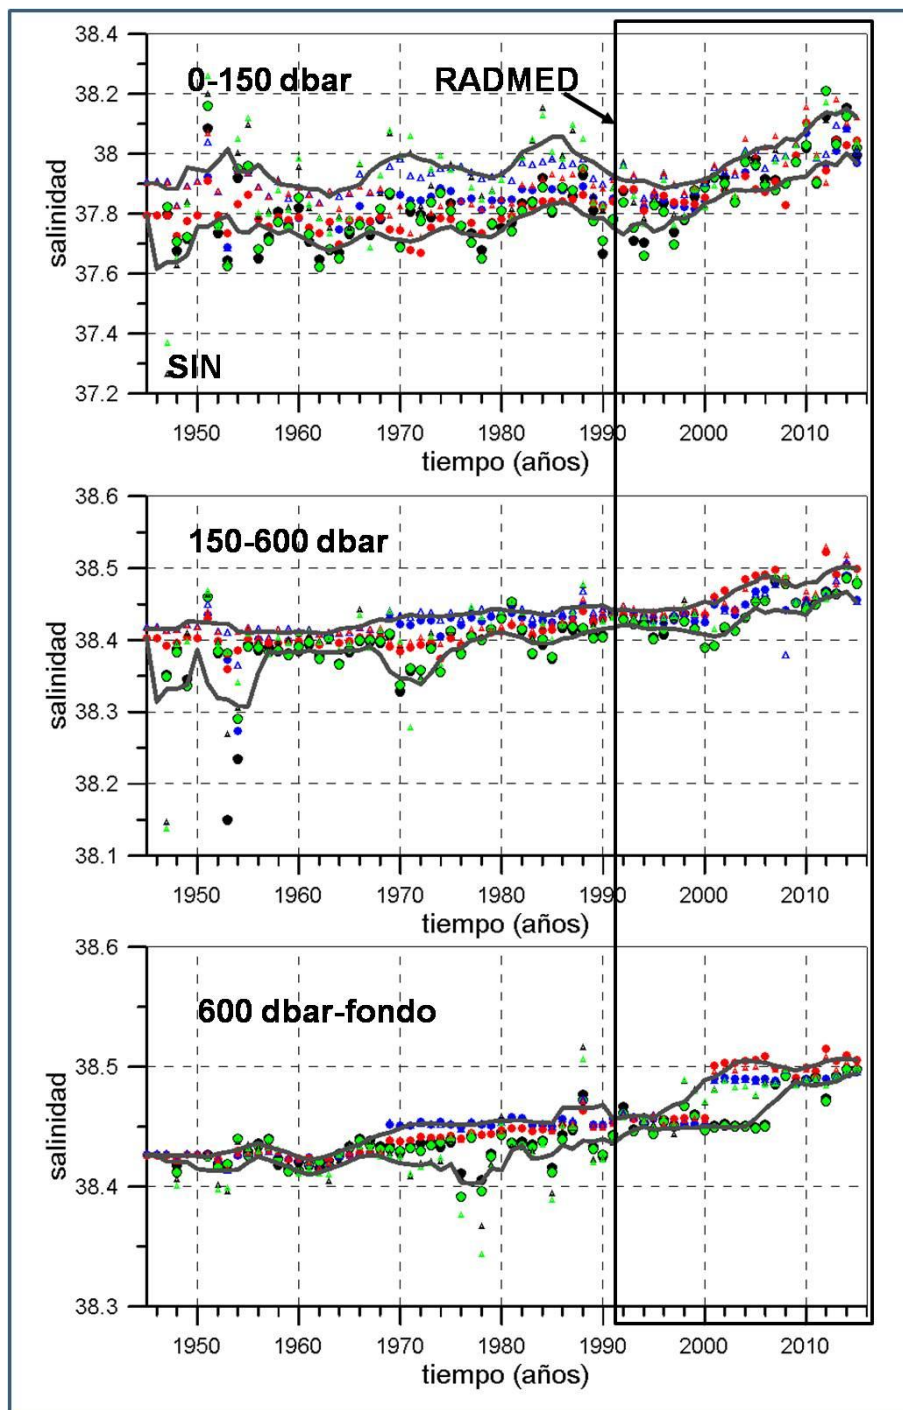 38.4
38.2
38
37.8
37.6
37.4
37.2
salinidad
0-150 dbar
RADMED
SIN
1950 1960 1970 1980 1990 2000 2010
tiempo (años)
38.6
38.5
38.4
38.3
38.2
38.1
salinidad
150-600 dbar
1950 1960 1970 1980 1990 2000 2010
tiempo (años)
38.6
38.5
38.4
38.3
salinidad
600 dbar-fondo
1950 1960 1970 1980 1990 2000 2010
tiempo (años)